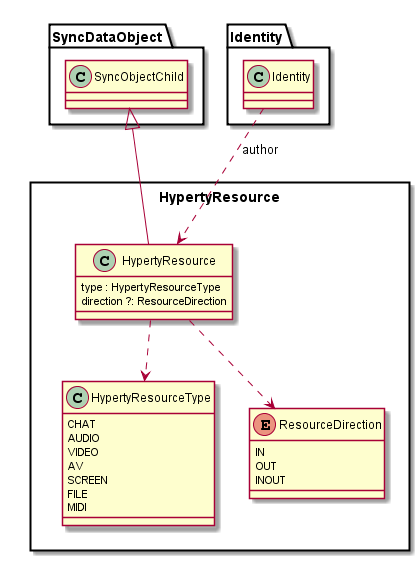 SyncDataObject
Identity
C SyncObjectChild
C Identity
author
HypertyResource
C HypertyResource
type : HypertyResourceType
direction ?: ResourceDirection
C HypertyResourceType
CHAT
AUDIO
VIDEO
AV
SCREEN
FILE
MIDI
E ResourceDirection
IN
OUT
INOUT